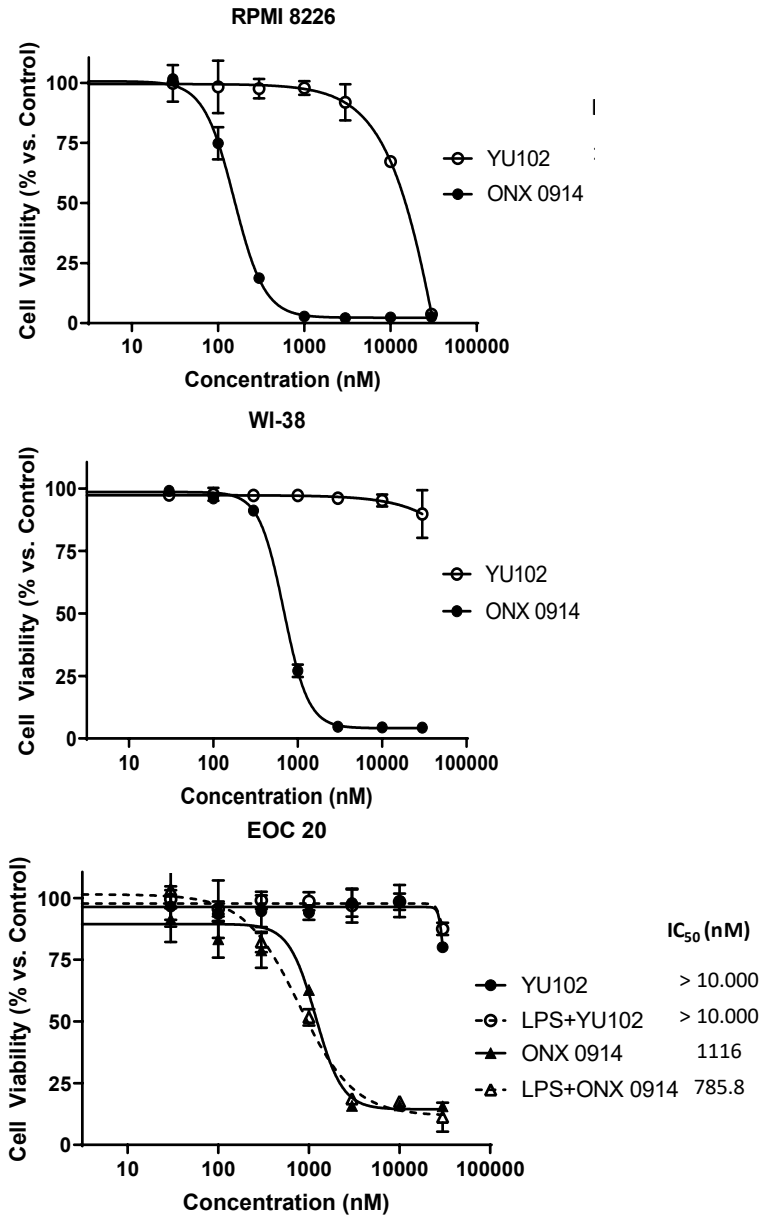 RPMI 8226
Cell Viability (% vs. Control)
100
75
50
25
0
YU102
ONX 0914
10 100 1000 10000 100000
Concentration (nM)
WI-38
Cell Viability (% vs. Control)
100
75
50
25
0
YU102
ONX 0914
10 100 1000 10000 100000
Concentration (nM)
EOC 20
Cell Viability (% vs. Control)
100
75
50
25
0
IC₅₀ (nM)
YU102 > 10.000
LPS+YU102 > 10.000
ONX 0914 1116
LPS+ONX 0914 785.8
10 100 1000 10000 100000
Concentration (nM)